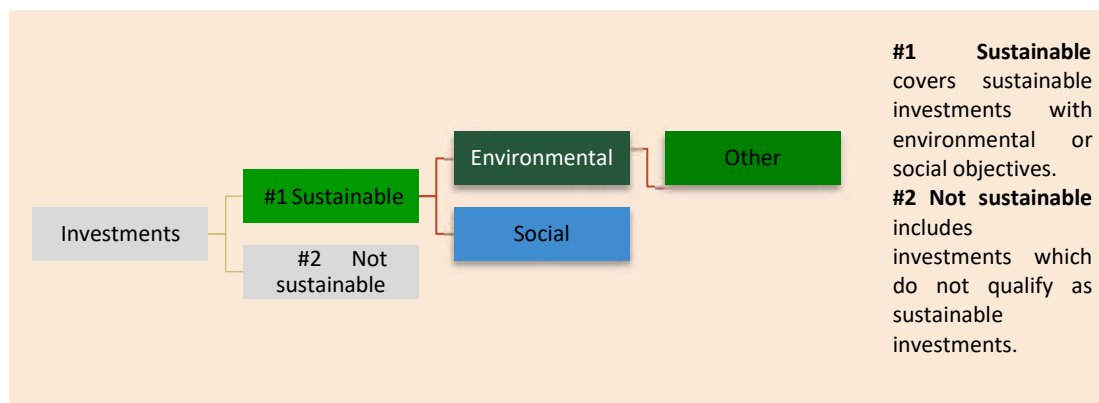 Investments
#1 Sustainable
#2 Not
sustainable
Environmental
Social
Other
#1 Sustainable
covers sustainable
investments with
environmental or
social objectives.
#2 Not sustainable
includes
investments which
do not qualify as
sustainable
investments.